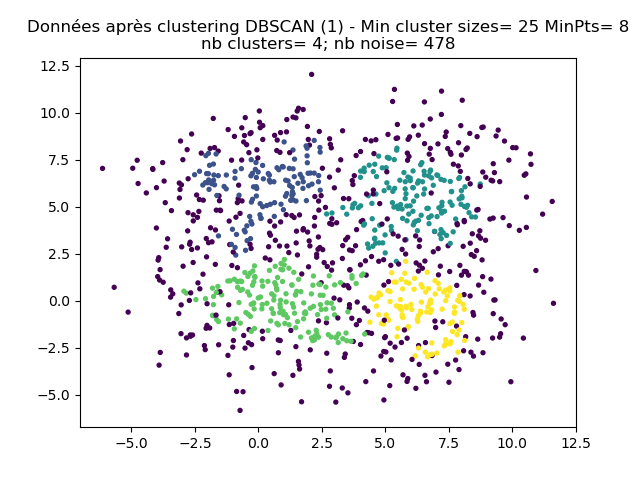 Données après clustering DBSCAN (1) - Min cluster sizes= 25 MinPts= 8
nb clusters= 4; nb noise= 478
12.5
10.0
7.5
5.0
2.5
0.0
−2.5
−5.0
−5.0 −2.5 0.0 2.5 5.0 7.5 10.0 12.5